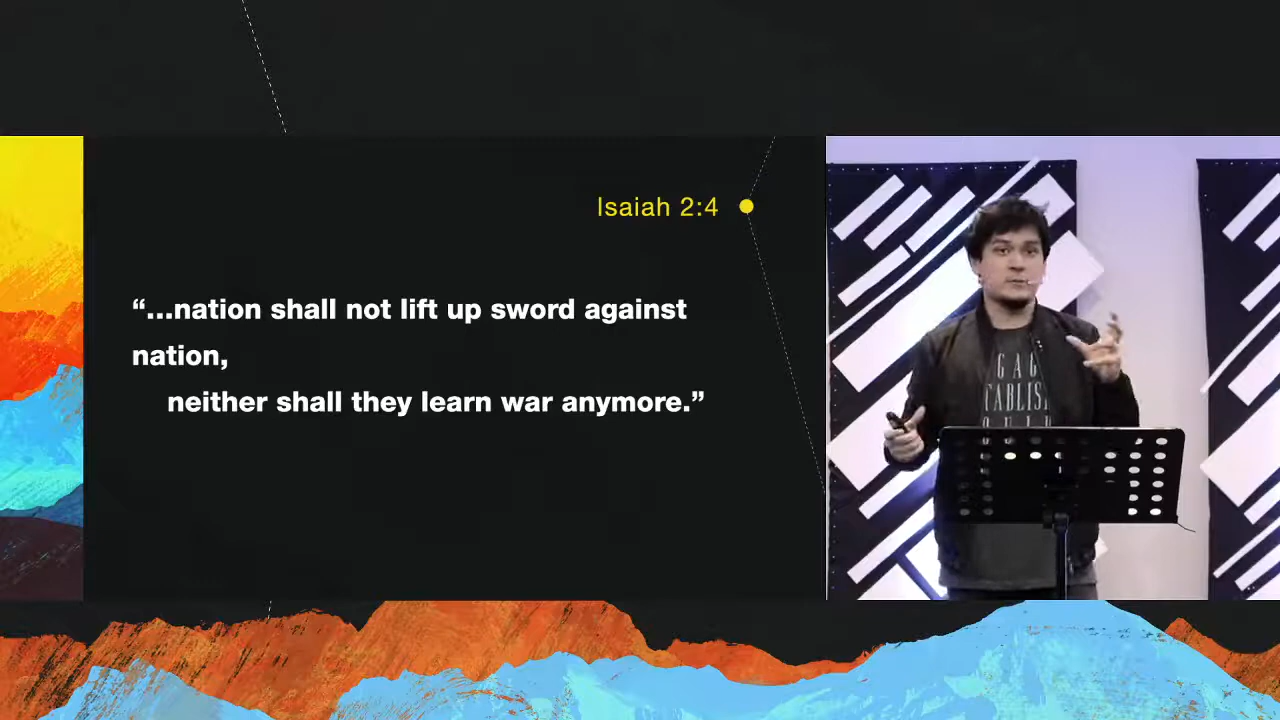 Isaiah 2:4
“...nation shall not lift up sword against
nation,
neither shall they learn war anymore.”